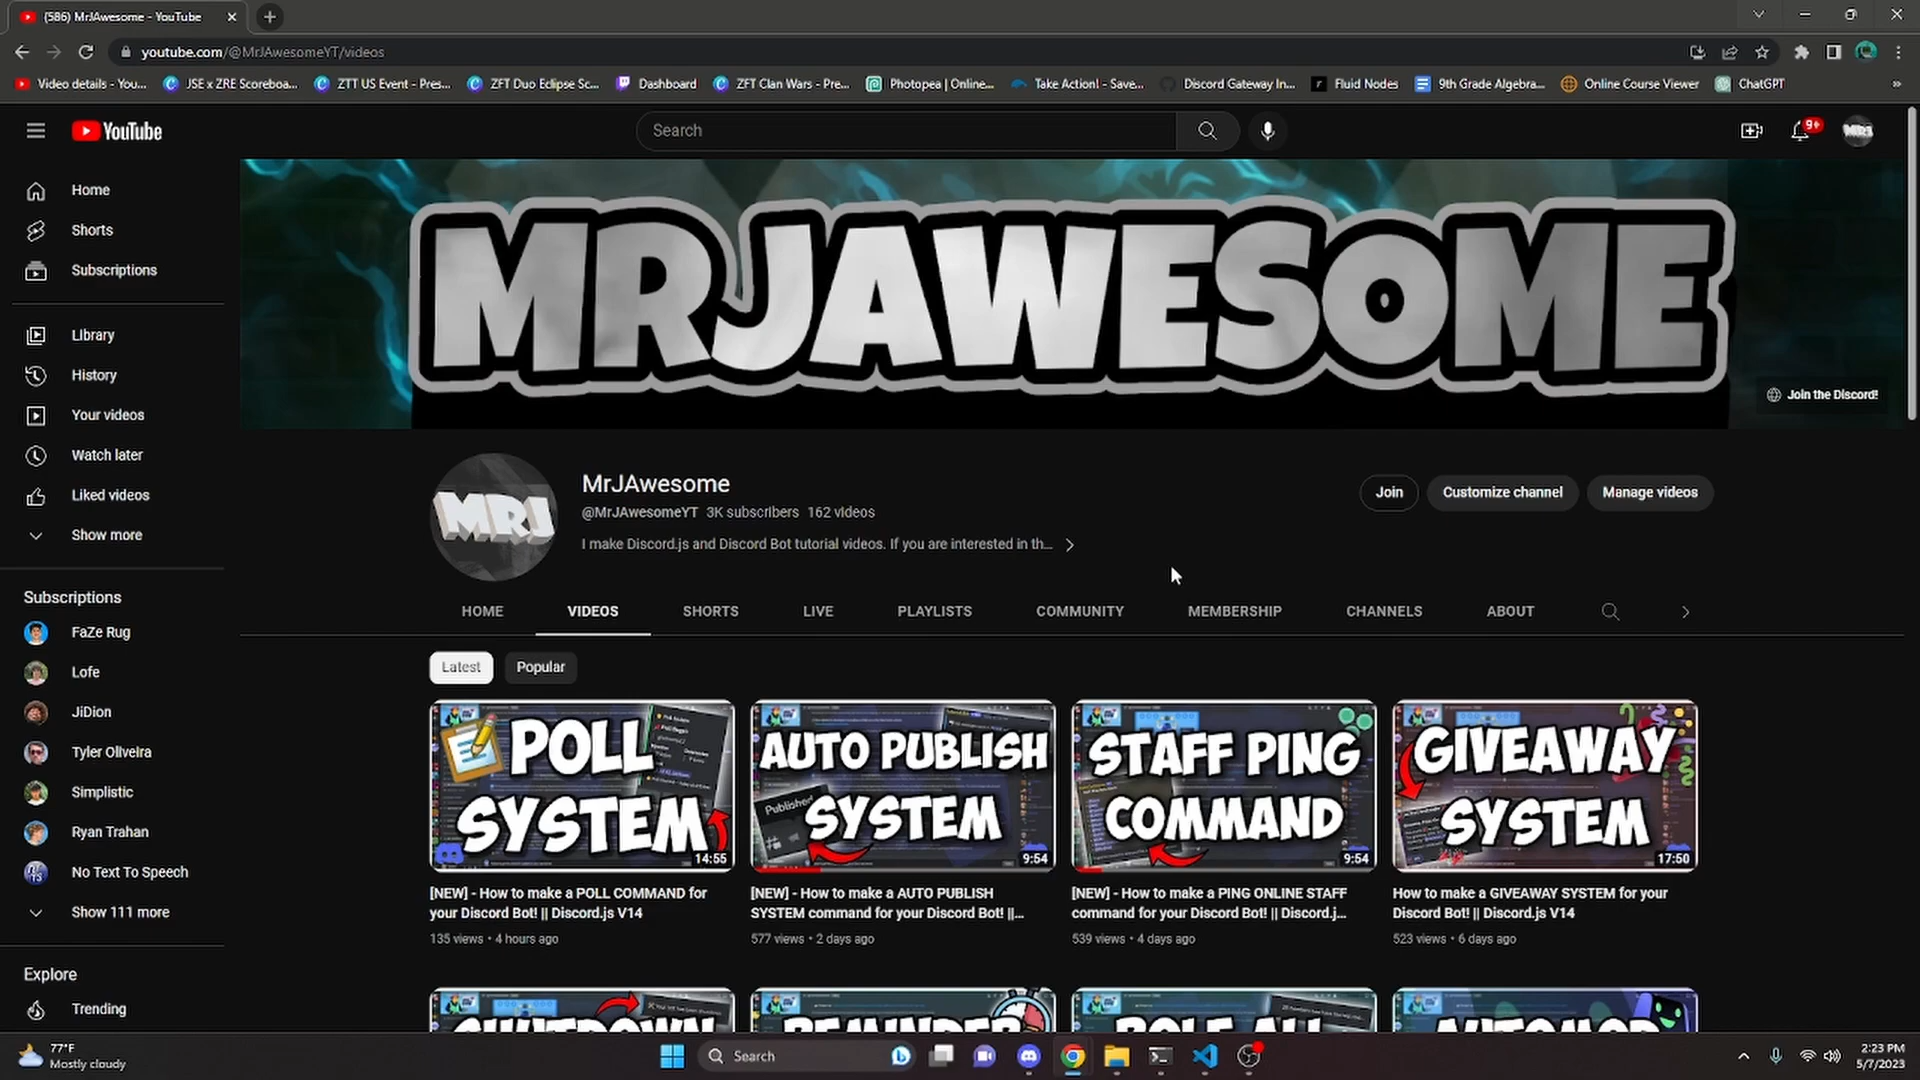 (586) MrJAwesome - YouTube
youtube.com/@MrJAwesomeYT/videos
Video details - You...
JSE x ZRE Scoreboa...
ZTT US Event - Pres...
ZFT Duo Eclipse Sc...
Dashboard
ZFT Clan Wars - Pre...
Photopea | Online...
Take Action! - Save...
Discord Gateway In...
Fluid Nodes
9th Grade Algebra...
Online Course Viewer
ChatGPT
»
YouTube
Search
9+
MRJ
Home
Shorts
Subscriptions
Library
History
Your videos
Watch later
Liked videos
Show more
Subscriptions
FaZe Rug
Lofe
JiDion
Tyler Oliveira
Simplistic
Ryan Trahan
No Text To Speech
Show 111 more
Explore
Trending
MRJAWESOME
Join the Discord!
MRJ
MrJAwesome
@MrJAwesomeYT 3K subscribers 162 videos
I make Discord.js and Discord Bot tutorial videos. If you are interested in th...
Join
Customize channel
Manage videos
HOME
VIDEOS
SHORTS
LIVE
PLAYLISTS
COMMUNITY
MEMBERSHIP
CHANNELS
ABOUT
Latest
Popular
POLL
SYSTEM
14:55
[NEW] - How to make a POLL COMMAND for
your Discord Bot! || Discord.js V14
135 views • 4 hours ago
AUTO PUBLISH
Published
SYSTEM
9:54
[NEW] - How to make a AUTO PUBLISH
SYSTEM command for your Discord Bot! ||...
577 views • 2 days ago
STAFF PING
COMMAND
9:54
[NEW] - How to make a PING ONLINE STAFF
command for your Discord Bot! || Discord.j...
539 views • 4 days ago
GIVEAWAY
SYSTEM
17:50
How to make a GIVEAWAY SYSTEM for your
Discord Bot! || Discord.js V14
523 views • 6 days ago
SHUTDOWN
REMINDER
ROLE ALL
AUTOMOD
77°F
Mostly cloudy
Search
2:23 PM
5/7/2023